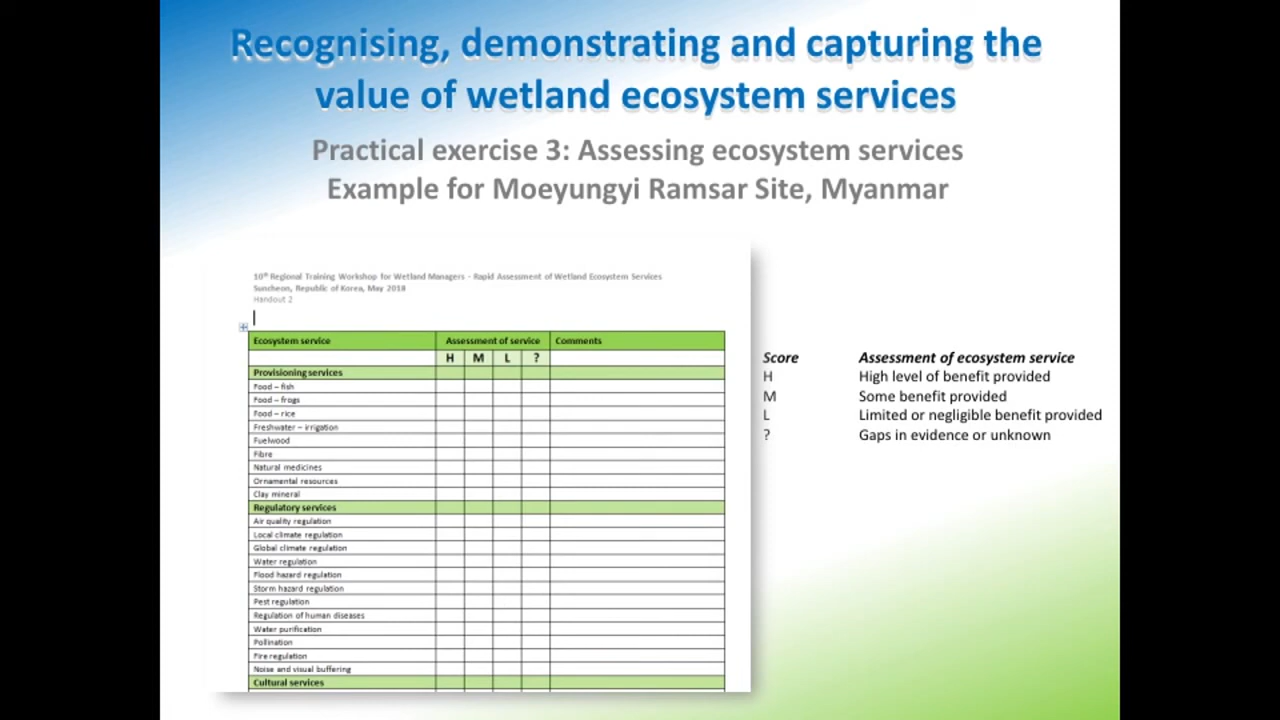 Recognising, demonstrating and capturing the
value of wetland ecosystem services
Practical exercise 3: Assessing ecosystem services
Example for Moeyungyi Ramsar Site, Myanmar
10th Regional Training Workshop for Wetland Managers - Rapid Assessment of Wetland Ecosystem Services
Suncheon, Republic of Korea, May 2018
Handout 2
Ecosystem service Assessment of service Comments
H M L ?
Provisioning services
Food – fish
Food – frogs
Food – rice
Freshwater – irrigation
Fuelwood
Fibre
Natural medicines
Ornamental resources
Clay mineral
Regulatory services
Air quality regulation
Local climate regulation
Global climate regulation
Water regulation
Flood hazard regulation
Storm hazard regulation
Pest regulation
Regulation of human diseases
Water purification
Pollination
Fire regulation
Noise and visual buffering
Cultural services
Score Assessment of ecosystem service
H High level of benefit provided
M Some benefit provided
L Limited or negligible benefit provided
? Gaps in evidence or unknown